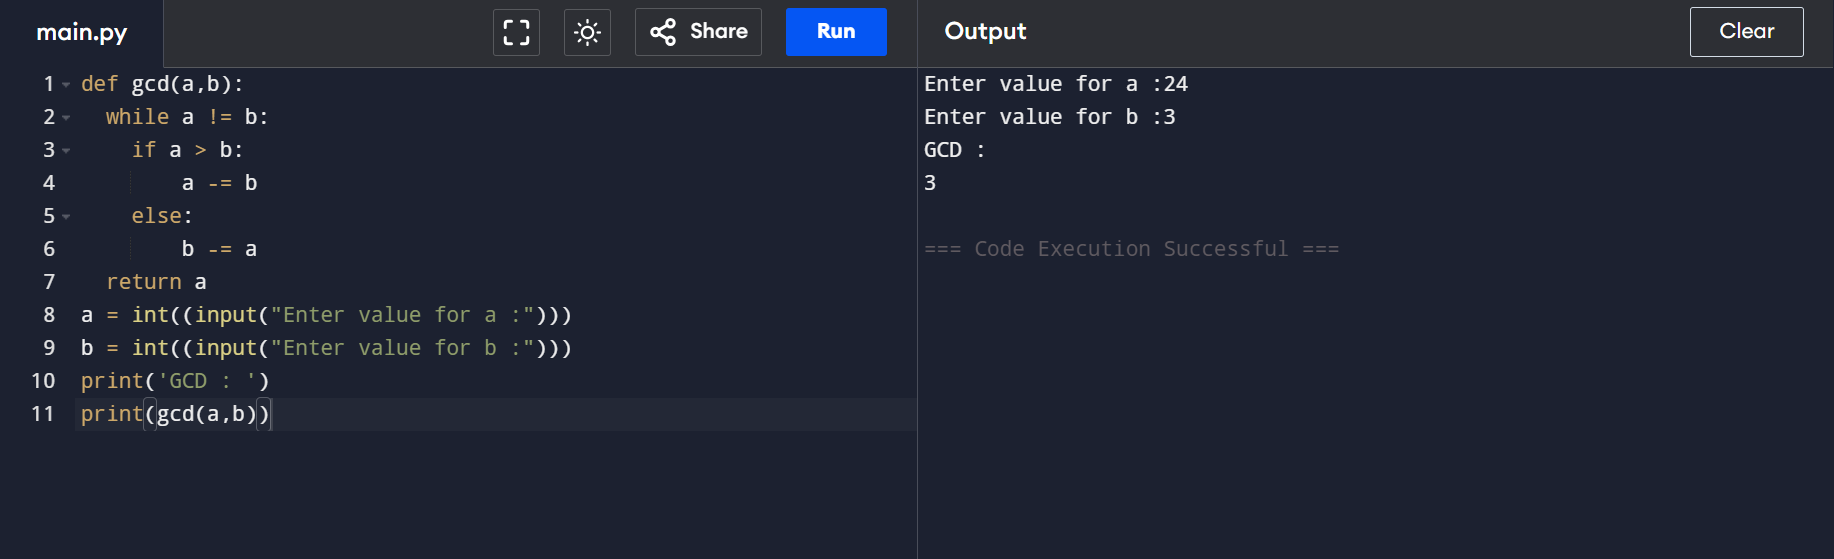 main.py
Share
Run
Output
Clear
1 def gcd(a,b):
2   while a != b:
3     if a > b:
4         a -= b
5     else:
6         b -= a
7   return a
8 a = int((input("Enter value for a :")))
9 b = int((input("Enter value for b :")))
10 print('GCD : ')
11 print(gcd(a,b))
Enter value for a :24
Enter value for b :3
GCD :
3
=== Code Execution Successful ===